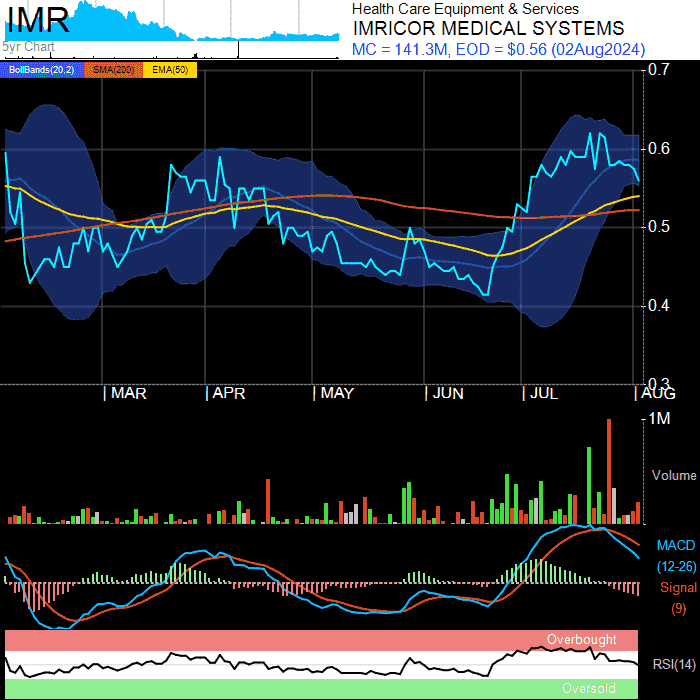 IMR
5yr Chart
Health Care Equipment & Services
IMRICOR MEDICAL SYSTEMS
MC = 141.3M, EOD = $0.56 (02Aug2024)
BollBands(20,2) SMA(200) EMA(50)
0.7
0.6
0.5
0.4
0.3
MAR APR MAY JUN JUL AUG
1M
Volume
MACD
(12-26)
Signal
(9)
Overbought
RSI(14)
Oversold